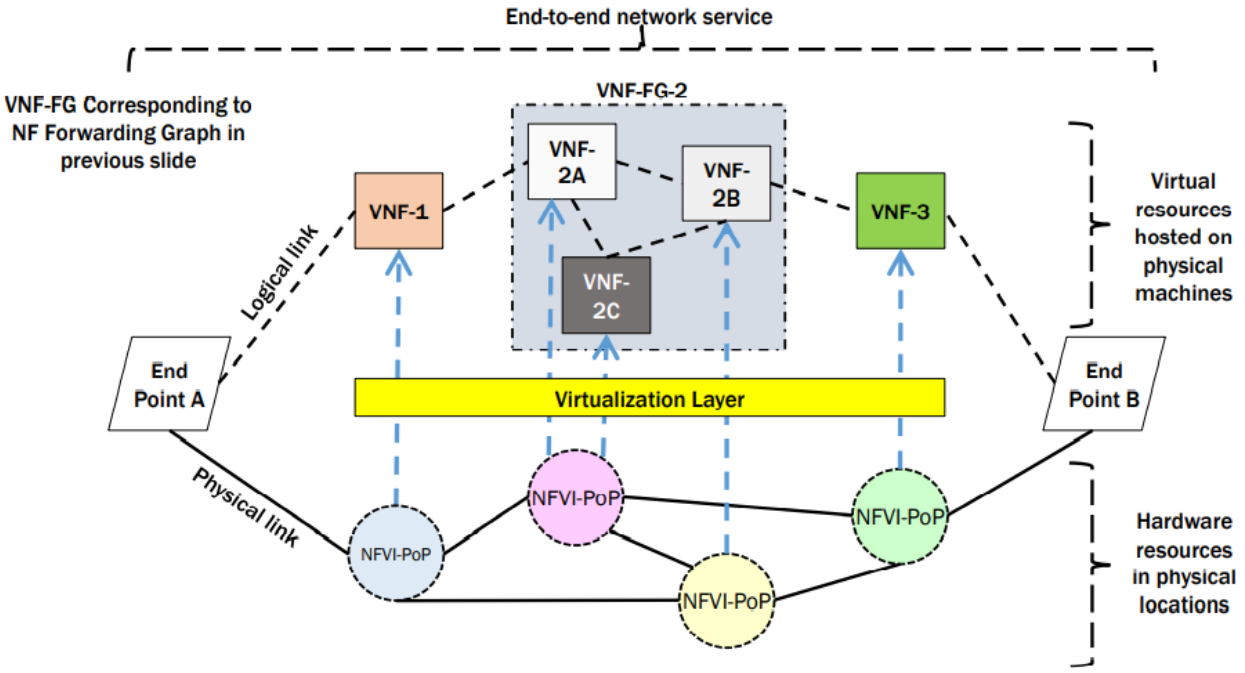 End-to-end network service
VNF-FG Corresponding to
NF Forwarding Graph in
previous slide
VNF-FG-2
VNF-
2A
VNF-
2B
VNF-1
VNF-3
VNF-
2C
Logical link
Virtual
resources
hosted on
physical
machines
End
Point A
End
Point B
Virtualization Layer
Physical link
NFVI-PoP
NFVI-PoP
NFVI-PoP
NFVI-PoP
Hardware
resources
in physical
locations